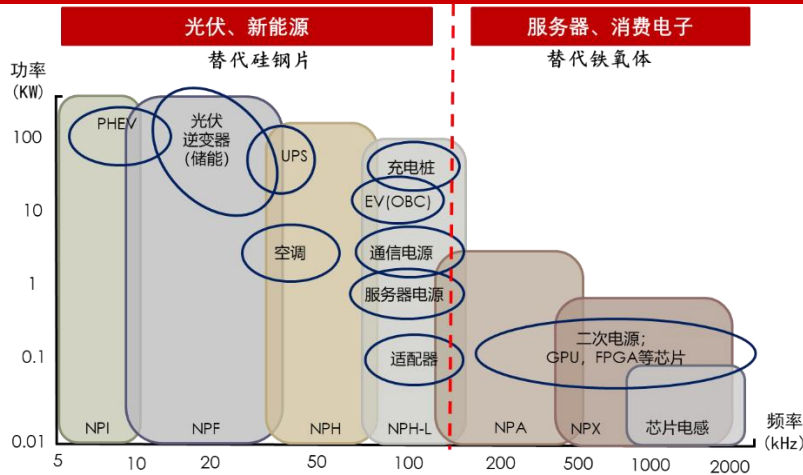 光伏、新能源
服务器、消费电子
替代硅钢片
替代铁氧体
功率
(KW)
100
10
1
0.1
0.01
PHEV
光伏
逆变器
(储能)
UPS
充电桩
EV(OBC)
空调
通信电源
服务器电源
适配器
二次电源;
GPU，FPGA等芯片
NPI
NPF
NPH
NPH-L
NPA
NPX
芯片电感
频率
(kHz)
5
10
20
50
100
200
500
1000
2000